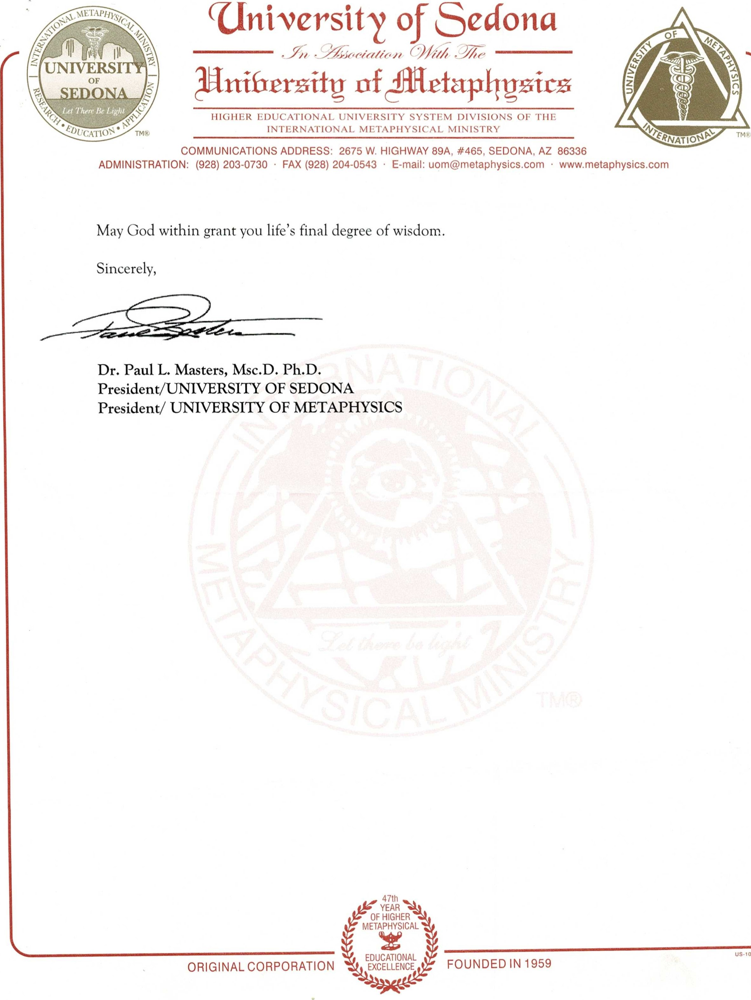 University of Sedona
In Association With The
University of Metaphysics
HIGHER EDUCATIONAL UNIVERSITY SYSTEM DIVISIONS OF THE
INTERNATIONAL METAPHYSICAL MINISTRY
INTERNATIONAL METAPHYSICAL MINISTRY
UNIVERSITY
OF
SEDONA
Let There Be Light
RESEARCH • EDUCATION • APPLICATION
TM®
UNIVERSITY OF METAPHYSICS
INTERNATIONAL
TM®
COMMUNICATIONS ADDRESS: 2675 W. HIGHWAY 89A, #465, SEDONA, AZ 86336
ADMINISTRATION: (928) 203-0730 · FAX (928) 204-0543 · E-mail: uom@metaphysics.com · www.metaphysics.com
May God within grant you life's final degree of wisdom.
Sincerely,
Dr. Paul L. Masters, Msc.D. Ph.D.
President/UNIVERSITY OF SEDONA
President/ UNIVERSITY OF METAPHYSICS
INTERNATIONAL
METAPHYSICAL MINISTRY
Let there be light
TM®
47th
YEAR
OF HIGHER
METAPHYSICAL
EDUCATIONAL
EXCELLENCE
ORIGINAL CORPORATION
FOUNDED IN 1959
US-10